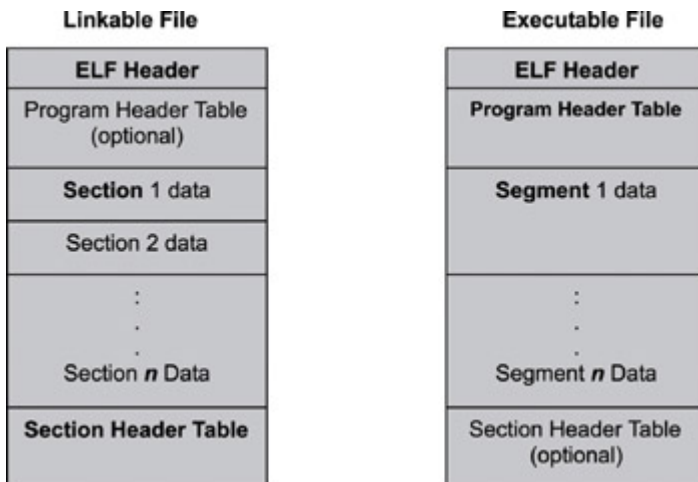 Linkable File
ELF Header
Program Header Table
(optional)
Section 1 data
Section 2 data
:
.
.
Section n Data
Section Header Table
Executable File
ELF Header
Program Header Table
Segment 1 data
:
.
.
Segment n Data
Section Header Table
(optional)